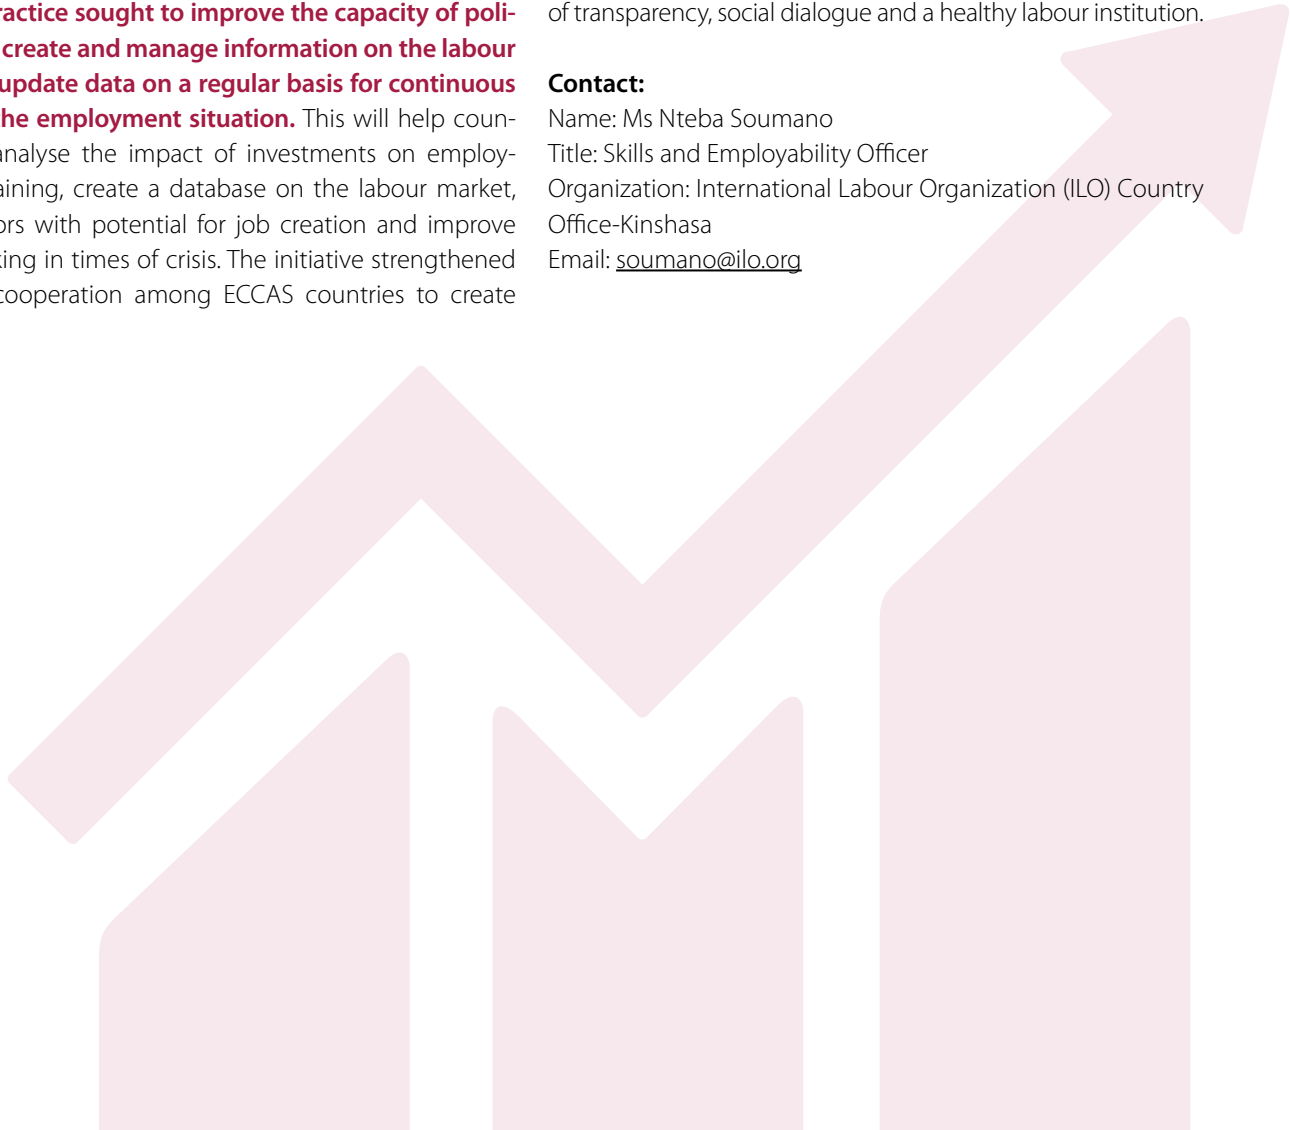 ractice sought to improve the capacity of poli-
create and manage information on the labour
update data on a regular basis for continuous
he employment situation. This will help coun-
analyse the impact of investments on employ-
aining, create a database on the labour market,
ors with potential for job creation and improve
king in times of crisis. The initiative strengthened
cooperation among ECCAS countries to create
of transparency, social dialogue and a healthy labour institution.
Contact:
Name: Ms Nteba Soumano
Title: Skills and Employability Officer
Organization: International Labour Organization (ILO) Country
Office-Kinshasa
Email: soumano@ilo.org